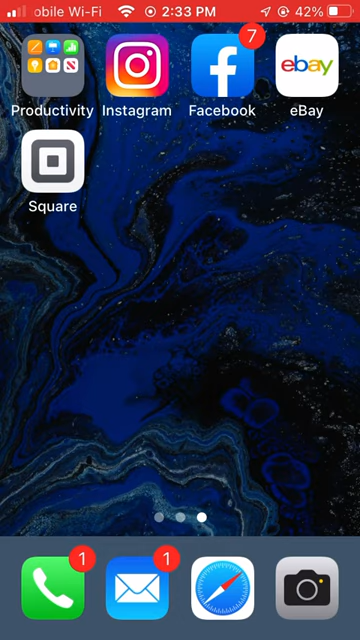 obile Wi-Fi 2:33 PM 42%
7
ebay
Productivity Instagram Facebook eBay
Square
1 1